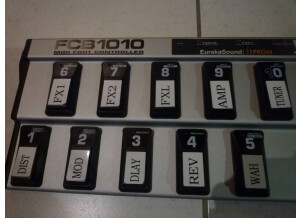 FCB1010
MIDI FOOT CONTROLLER
EurekaSound
6 7 8 9 0
FX1 FX2 FXL AMP TUNER
1 2 3 4 5
DIST MOD DLAY REV WAH